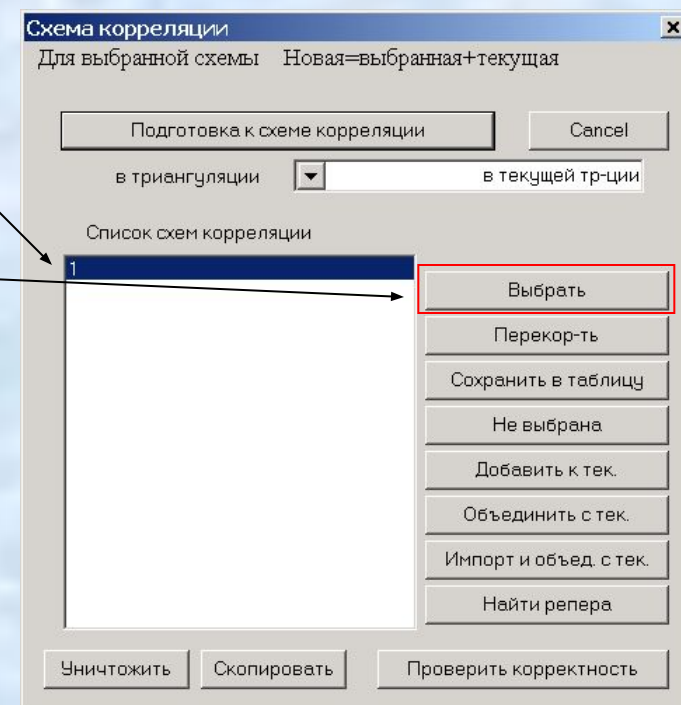 Схема корреляции
Для выбранной схемы Новая=выбранная+текущая
Подготовка к схеме корреляции Cancel
в триангуляции в текущей тр-ции
Список схем корреляции
1
Выбрать
Перекор-ть
Сохранить в таблицу
Не выбрана
Добавить к тек.
Объединить с тек.
Импорт и объед. с тек.
Найти репера
Уничтожить Скопировать Проверить корректность